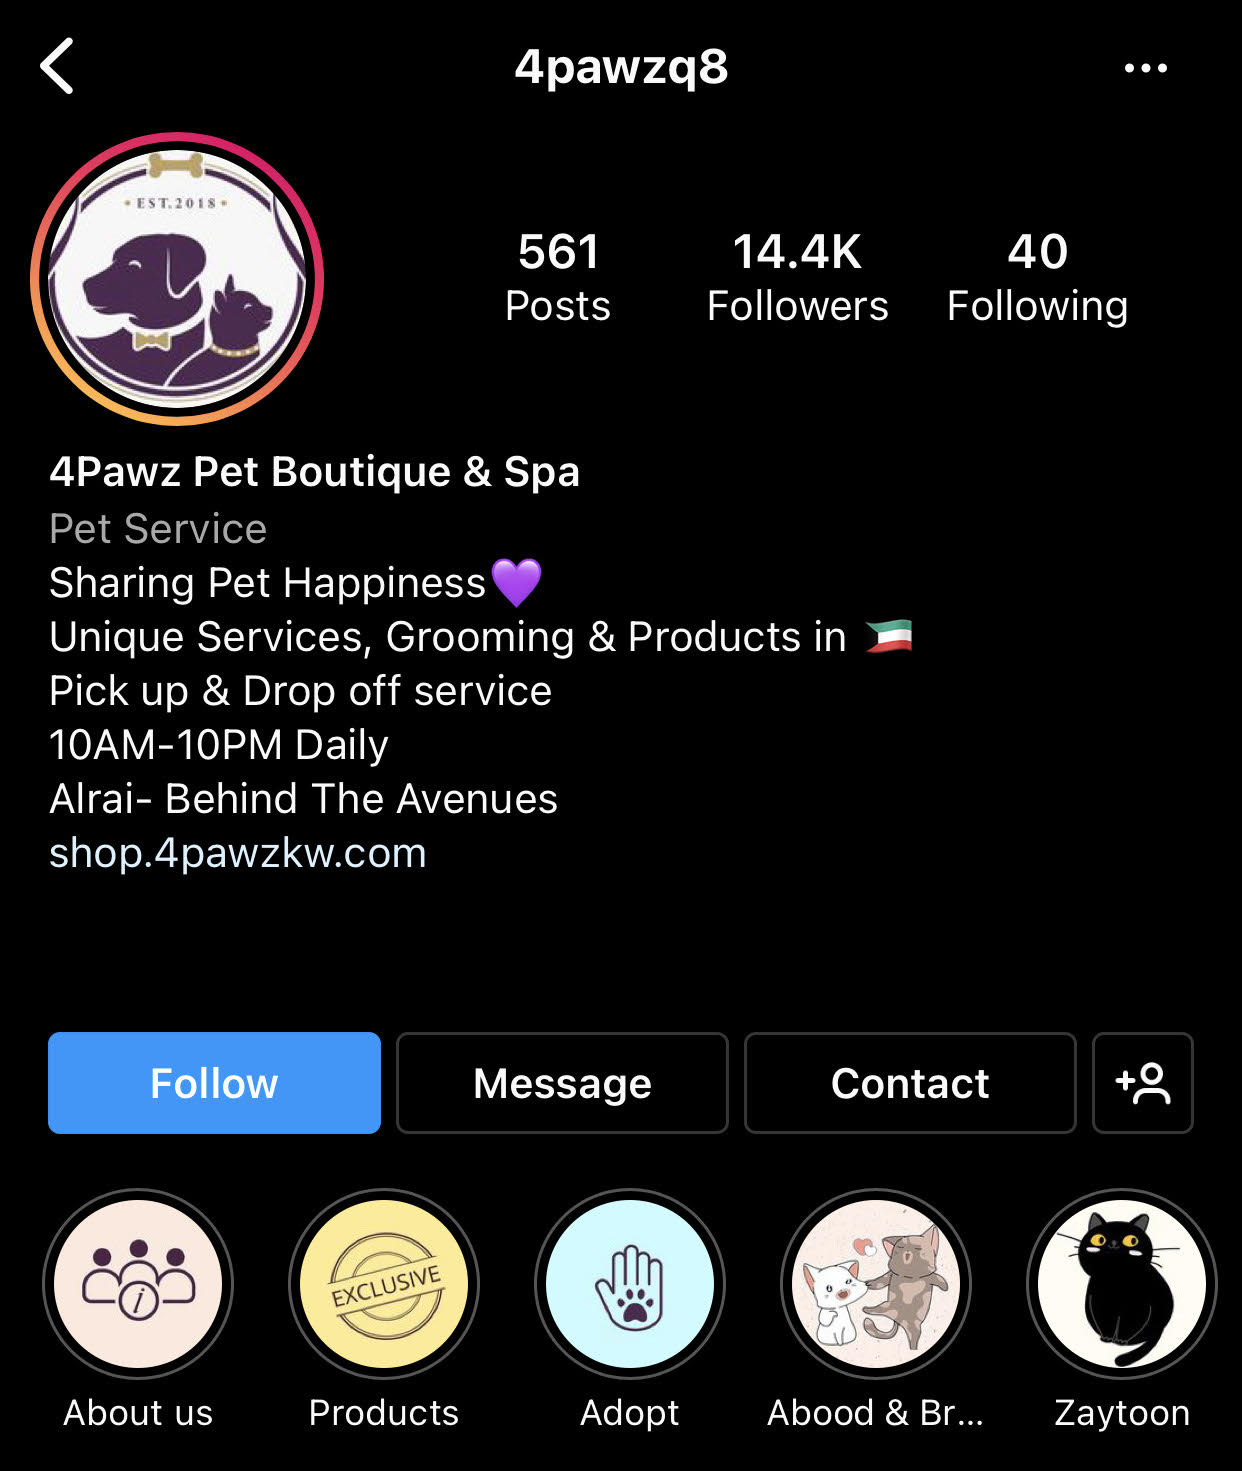 4pawzq8
EST.2018
561
Posts
14.4K
Followers
40
Following
4Pawz Pet Boutique & Spa
Pet Service
Sharing Pet Happiness💜
Unique Services, Grooming & Products in 🇰🇼
Pick up & Drop off service
10AM-10PM Daily
Alrai- Behind The Avenues
shop.4pawzkw.com
Follow
Message
Contact
i
EXCLUSIVE
About us
Products
Adopt
Abood & Br...
Zaytoon